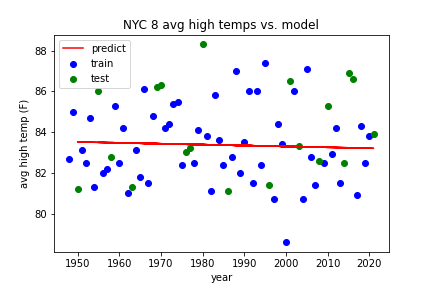 NYC 8 avg high temps vs. model
predict
train
test
avg high temp (F)
88
86
84
82
80
1950
1960
1970
1980
1990
2000
2010
2020
year